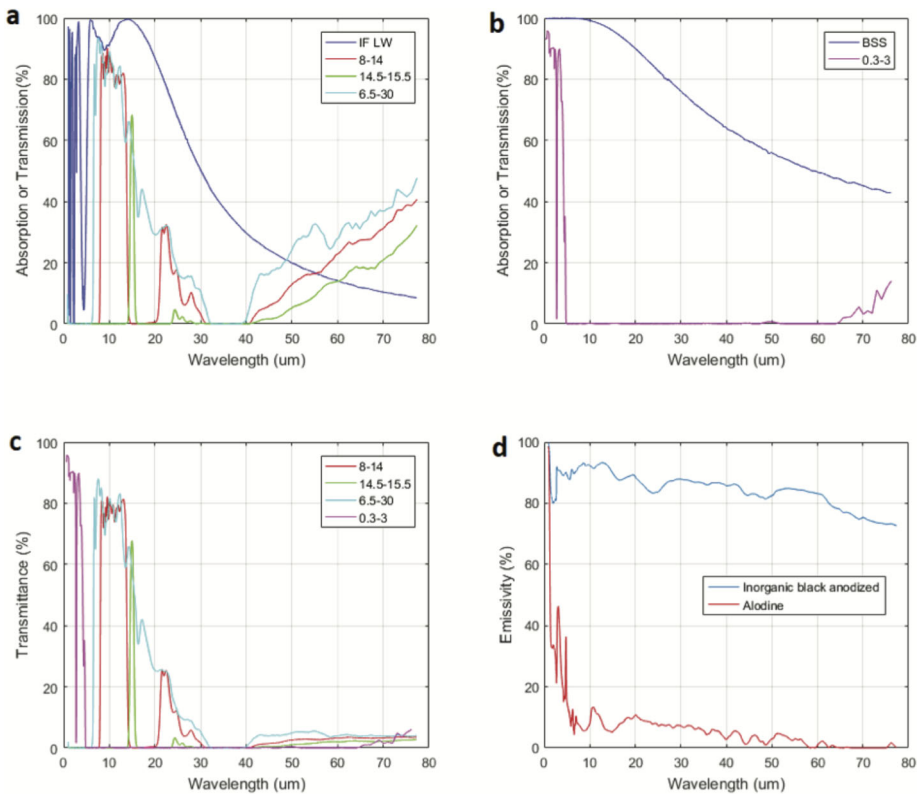 a
100
80
60
40
20
0
Absorption or Transmission(%)
IF LW
8-14
14.5-15.5
6.5-30
0 10 20 30 40 50 60 70 80
Wavelength (um)
b
100
80
60
40
20
0
Absorption or Transmission(%)
BSS
0.3-3
0 10 20 30 40 50 60 70 80
Wavelength (um)
c
100
80
60
40
20
0
Transmittance (%)
8-14
14.5-15.5
6.5-30
0.3-3
0 10 20 30 40 50 60 70 80
Wavelength (um)
d
100
80
60
40
20
0
Emissivity (%)
Inorganic black anodized
Alodine
0 10 20 30 40 50 60 70 80
Wavelength (um)